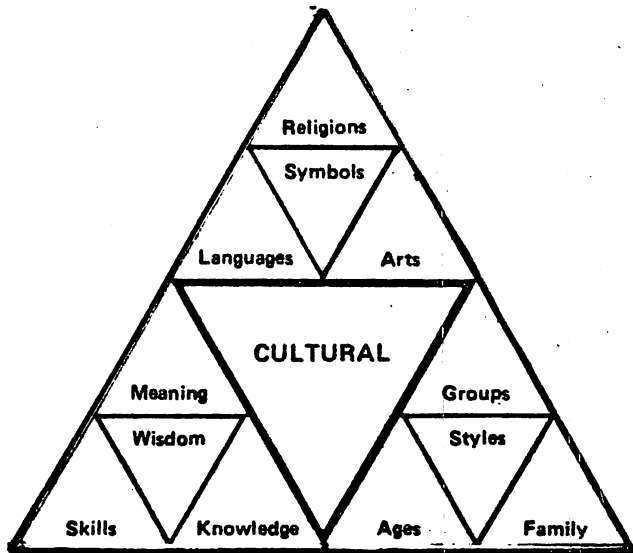 Religions
Symbols
Languages Arts
CULTURAL
Meaning Groups
Wisdom Styles
Skills Knowledge Ages Family